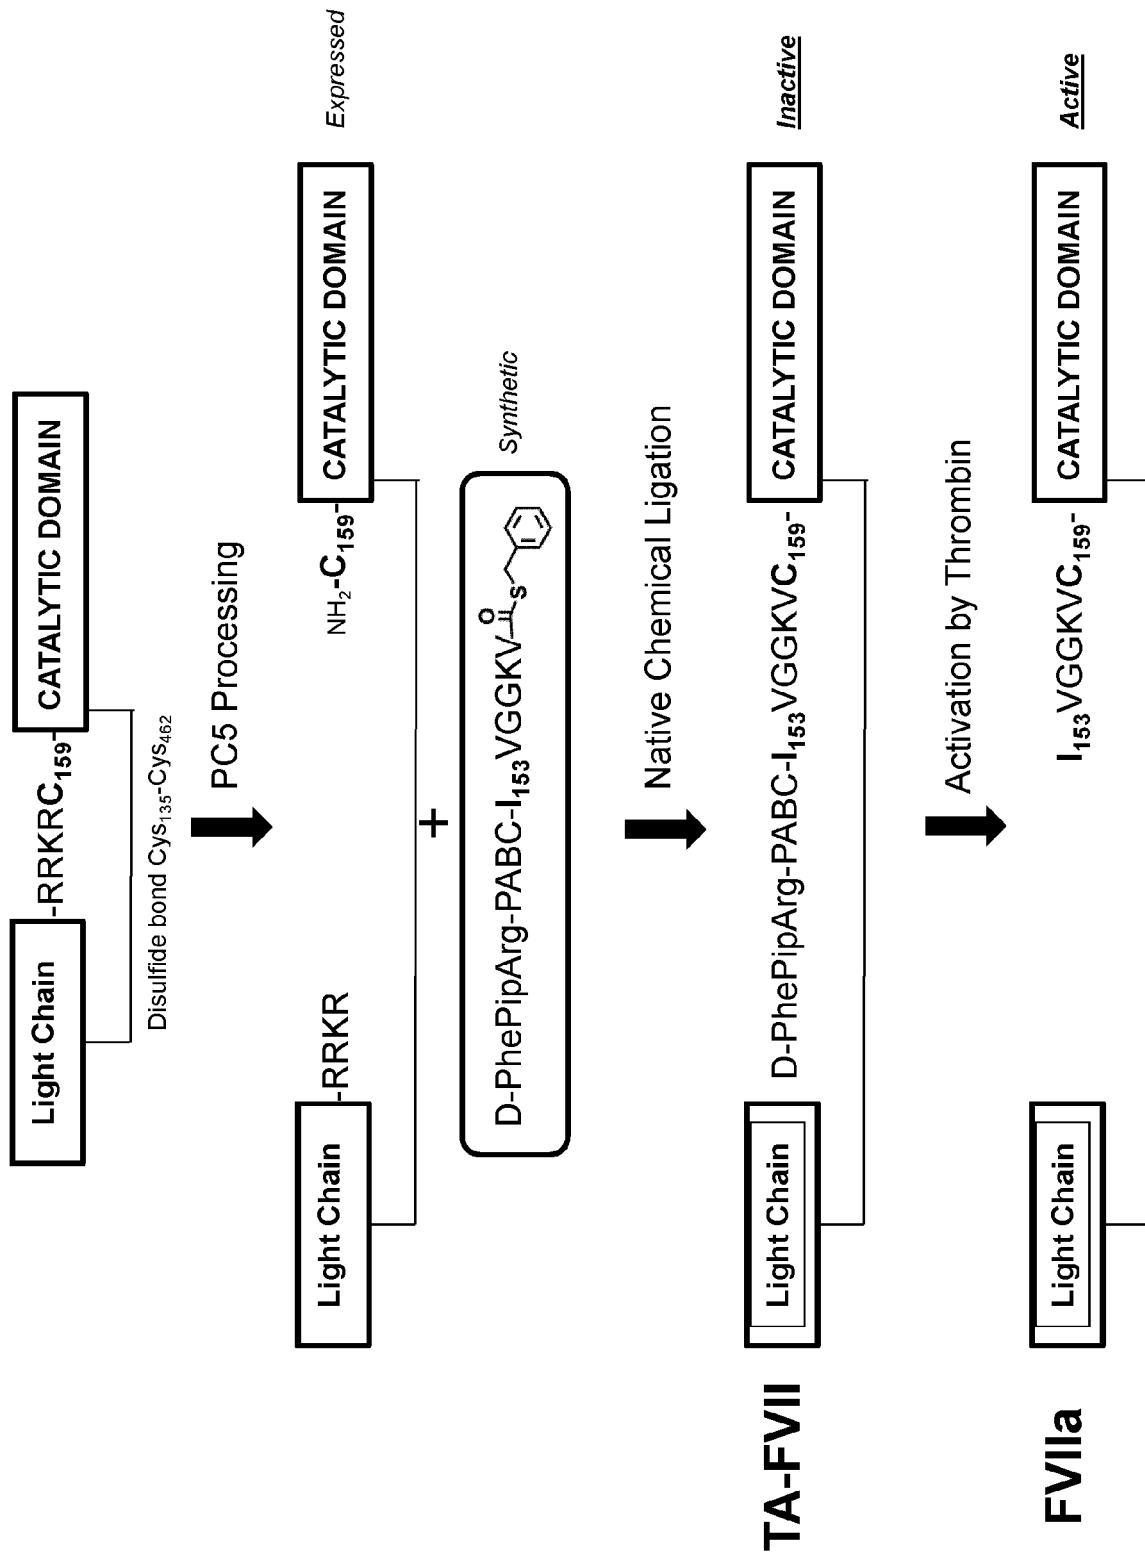 Light Chain
-RRKRC159-
CATALYTIC DOMAIN
Disulfide bond Cys135-Cys462
PC5 Processing
Light Chain
-RRKR
NH2-C159-
CATALYTIC DOMAIN
Expressed
+
D-PhePipArg-PABC-I153VGGKV
O
S
Synthetic
Native Chemical Ligation
TA-FVII
Light Chain
D-PhePipArg-PABC-I153VGGKVC159-
CATALYTIC DOMAIN
Inactive
Activation by Thrombin
FVIIa
Light Chain
I153VGGKVC159-
CATALYTIC DOMAIN
Active